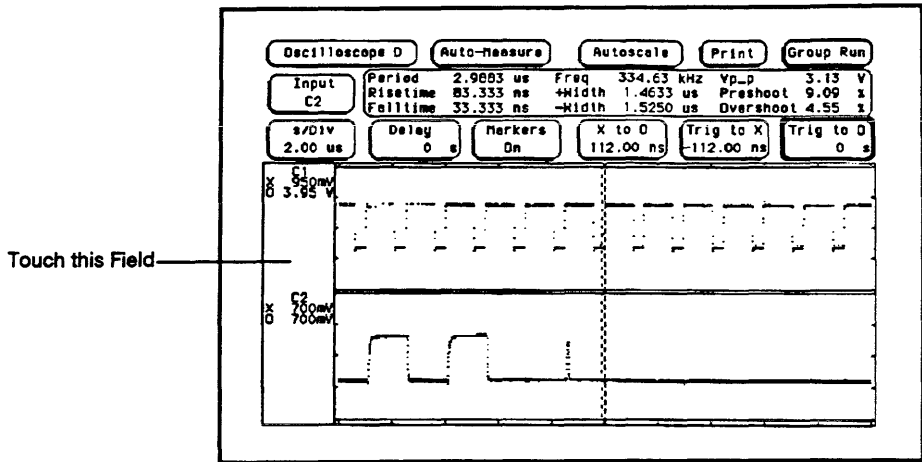 Oscilloscope D Auto-Measure Autoscale Print Group Run
Input C2
Period 2.9883 us Freq 334.63 kHz Vp_p 3.13 V
Risetime 83.333 ns +Width 1.4633 us Preshoot 9.09 %
Falltime 33.333 ns -Width 1.5250 us Overshoot 4.55 %
s/Div Delay Markers X to O Trig to X Trig to O
2.00 us 0 s On 112.00 ns -112.00 ns 0 s
C1
X 950mV
O 3.95 V
Touch this Field
C2
X 700mV
O 700mV